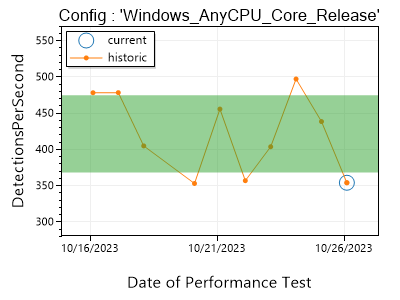 Config : 'Windows_AnyCPU_Core_Release'
current
historic
DetectionsPerSecond
550
500
450
400
350
300
10/16/2023
10/21/2023
10/26/2023
Date of Performance Test